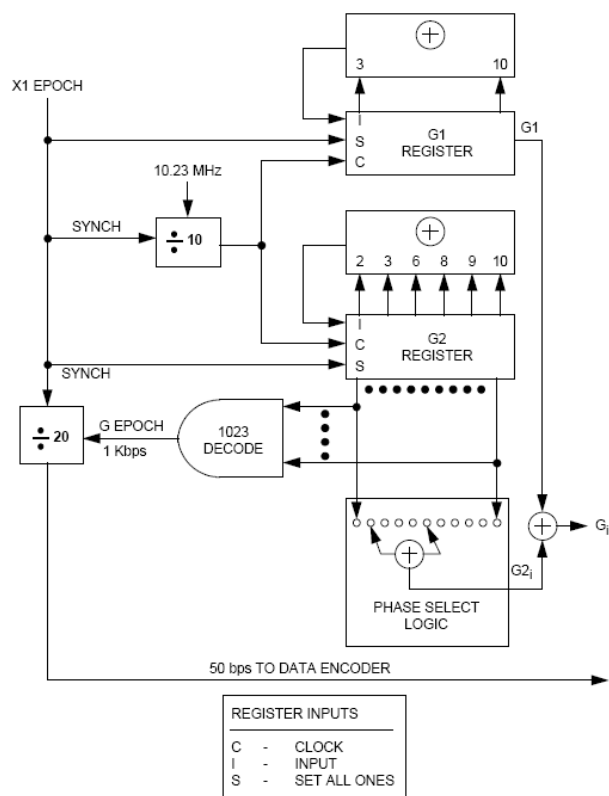 3 10
X1 EPOCH
I
S
C
G1
REGISTER
G1
10.23 MHz
SYNCH
÷ 10
2 3 6 8 9 10
I
C
S
G2
REGISTER
SYNCH
÷ 20
G EPOCH
1 Kbps
1023
DECODE
Gi
G2i
PHASE SELECT
LOGIC
50 bps TO DATA ENCODER
REGISTER INPUTS
C - CLOCK
I - INPUT
S - SET ALL ONES